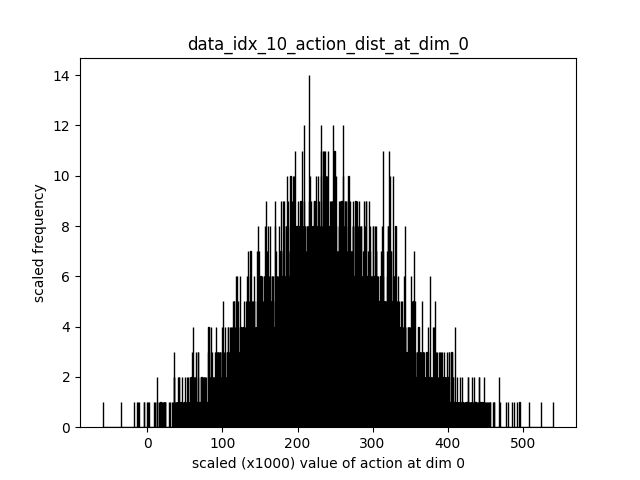 data_idx_10_action_dist_at_dim_0
14
12
10
8
6
4
2
0
scaled frequency
0 100 200 300 400 500
scaled (x1000) value of action at dim 0